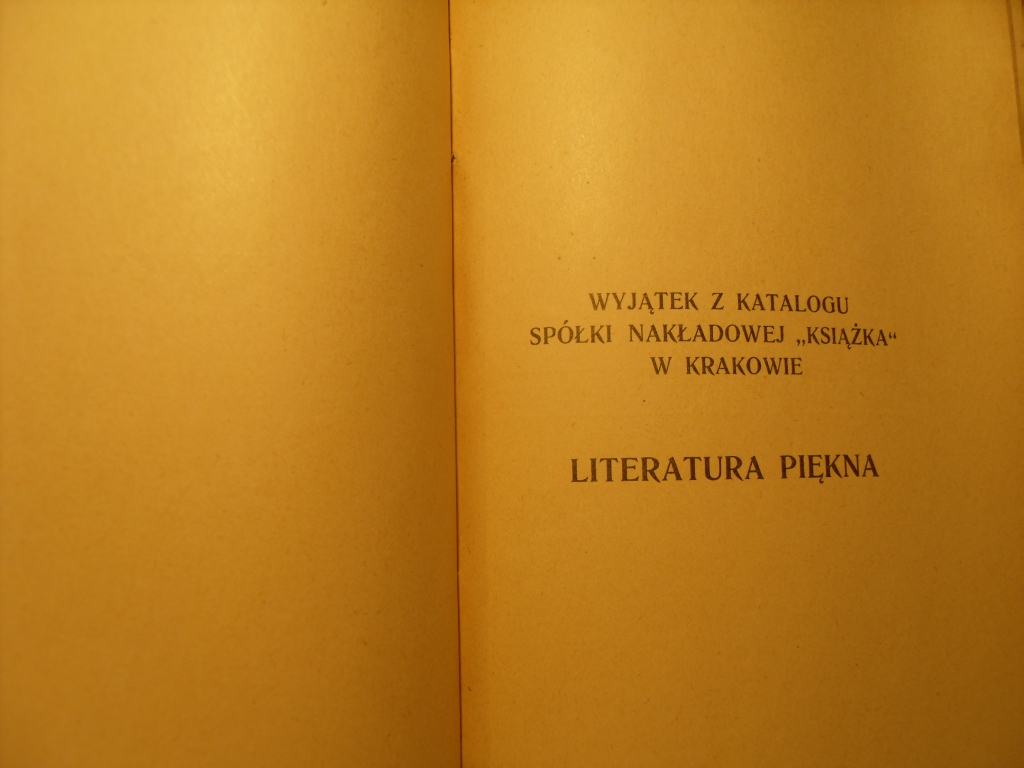 WYJĄTEK Z KATALOGU
SPÓŁKI NAKŁADOWEJ „KSIĄŻKA“
W KRAKOWIE
LITERATURA PIĘKNA